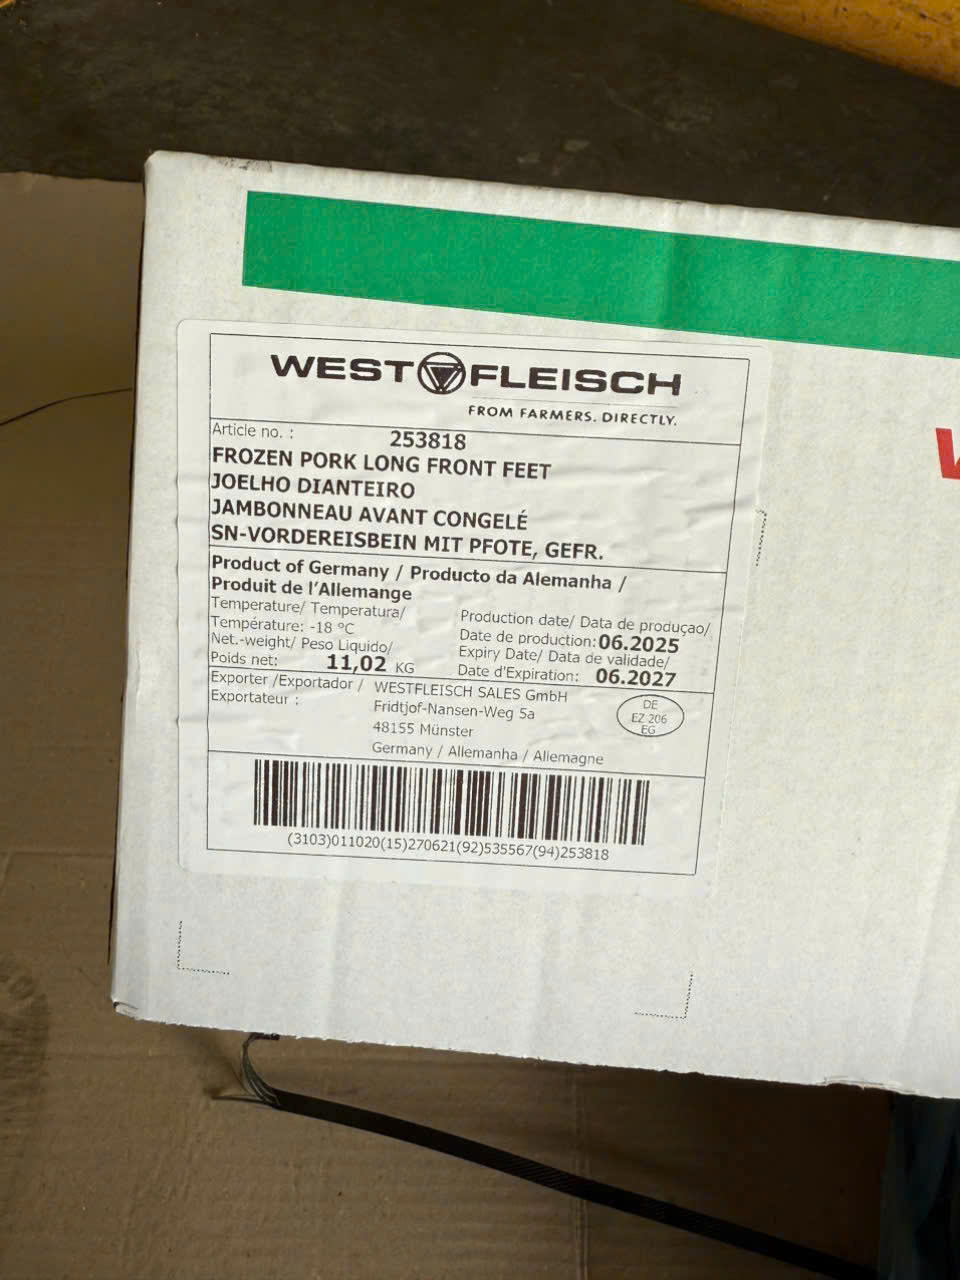 WESTFLEISCH
FROM FARMERS. DIRECTLY.
Article no. : 253818
FROZEN PORK LONG FRONT FEET
JOELHO DIANTEIRO
JAMBONNEAU AVANT CONGELÉ
SN-VORDEREISBEIN MIT PFOTE, GEFR.
Product of Germany / Producto da Alemanha /
Produit de l'Allemange
Temperature/ Temperatura/
Température: -18 °C
Net.-weight/ Peso Liquido/
Poids net: 11,02 KG
Production date/ Data de produçao/
Date de production: 06.2025
Expiry Date/ Data de validade/
Date d'Expiration: 06.2027
Exporter /Exportador /
Exportateur :
WESTFLEISCH SALES GmbH
Fridtjof-Nansen-Weg 5a
48155 Münster
Germany / Allemanha / Allemagne
DE
EZ 206
EG
(3103)011020(15)270621(92)535567(94)253818